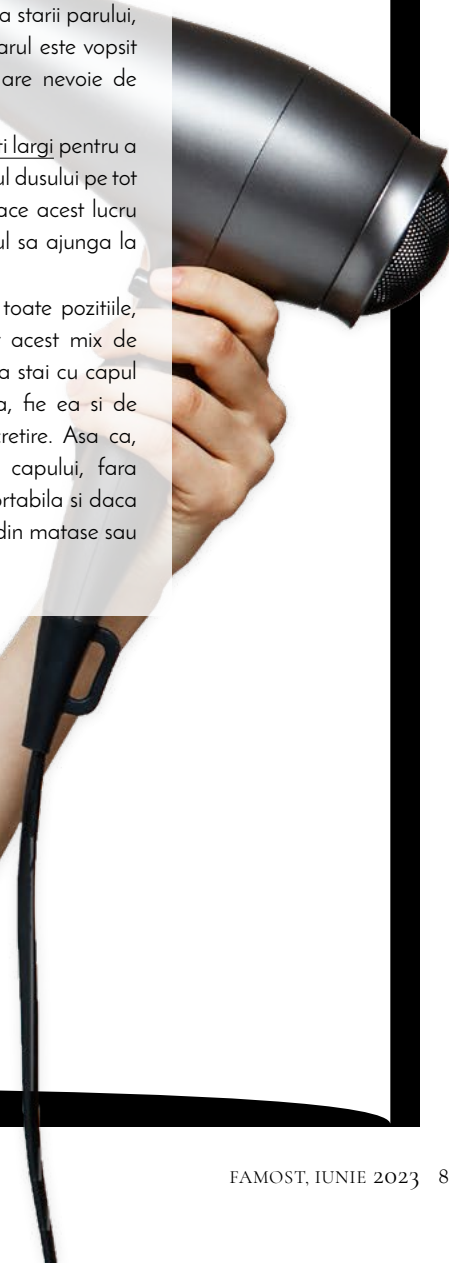 a starii parului,
arul este vopsit
are nevoie de
ti largi pentru a
ul dusului pe tot
ace acest lucru
ul sa ajunga la
toate pozitiile,
acest mix de
a stai cu capul
a, fie ea si de
retire. Asa ca,
capului, fara
ortabila si daca
din matase sau
FAMOST, IUNIE 2023 8